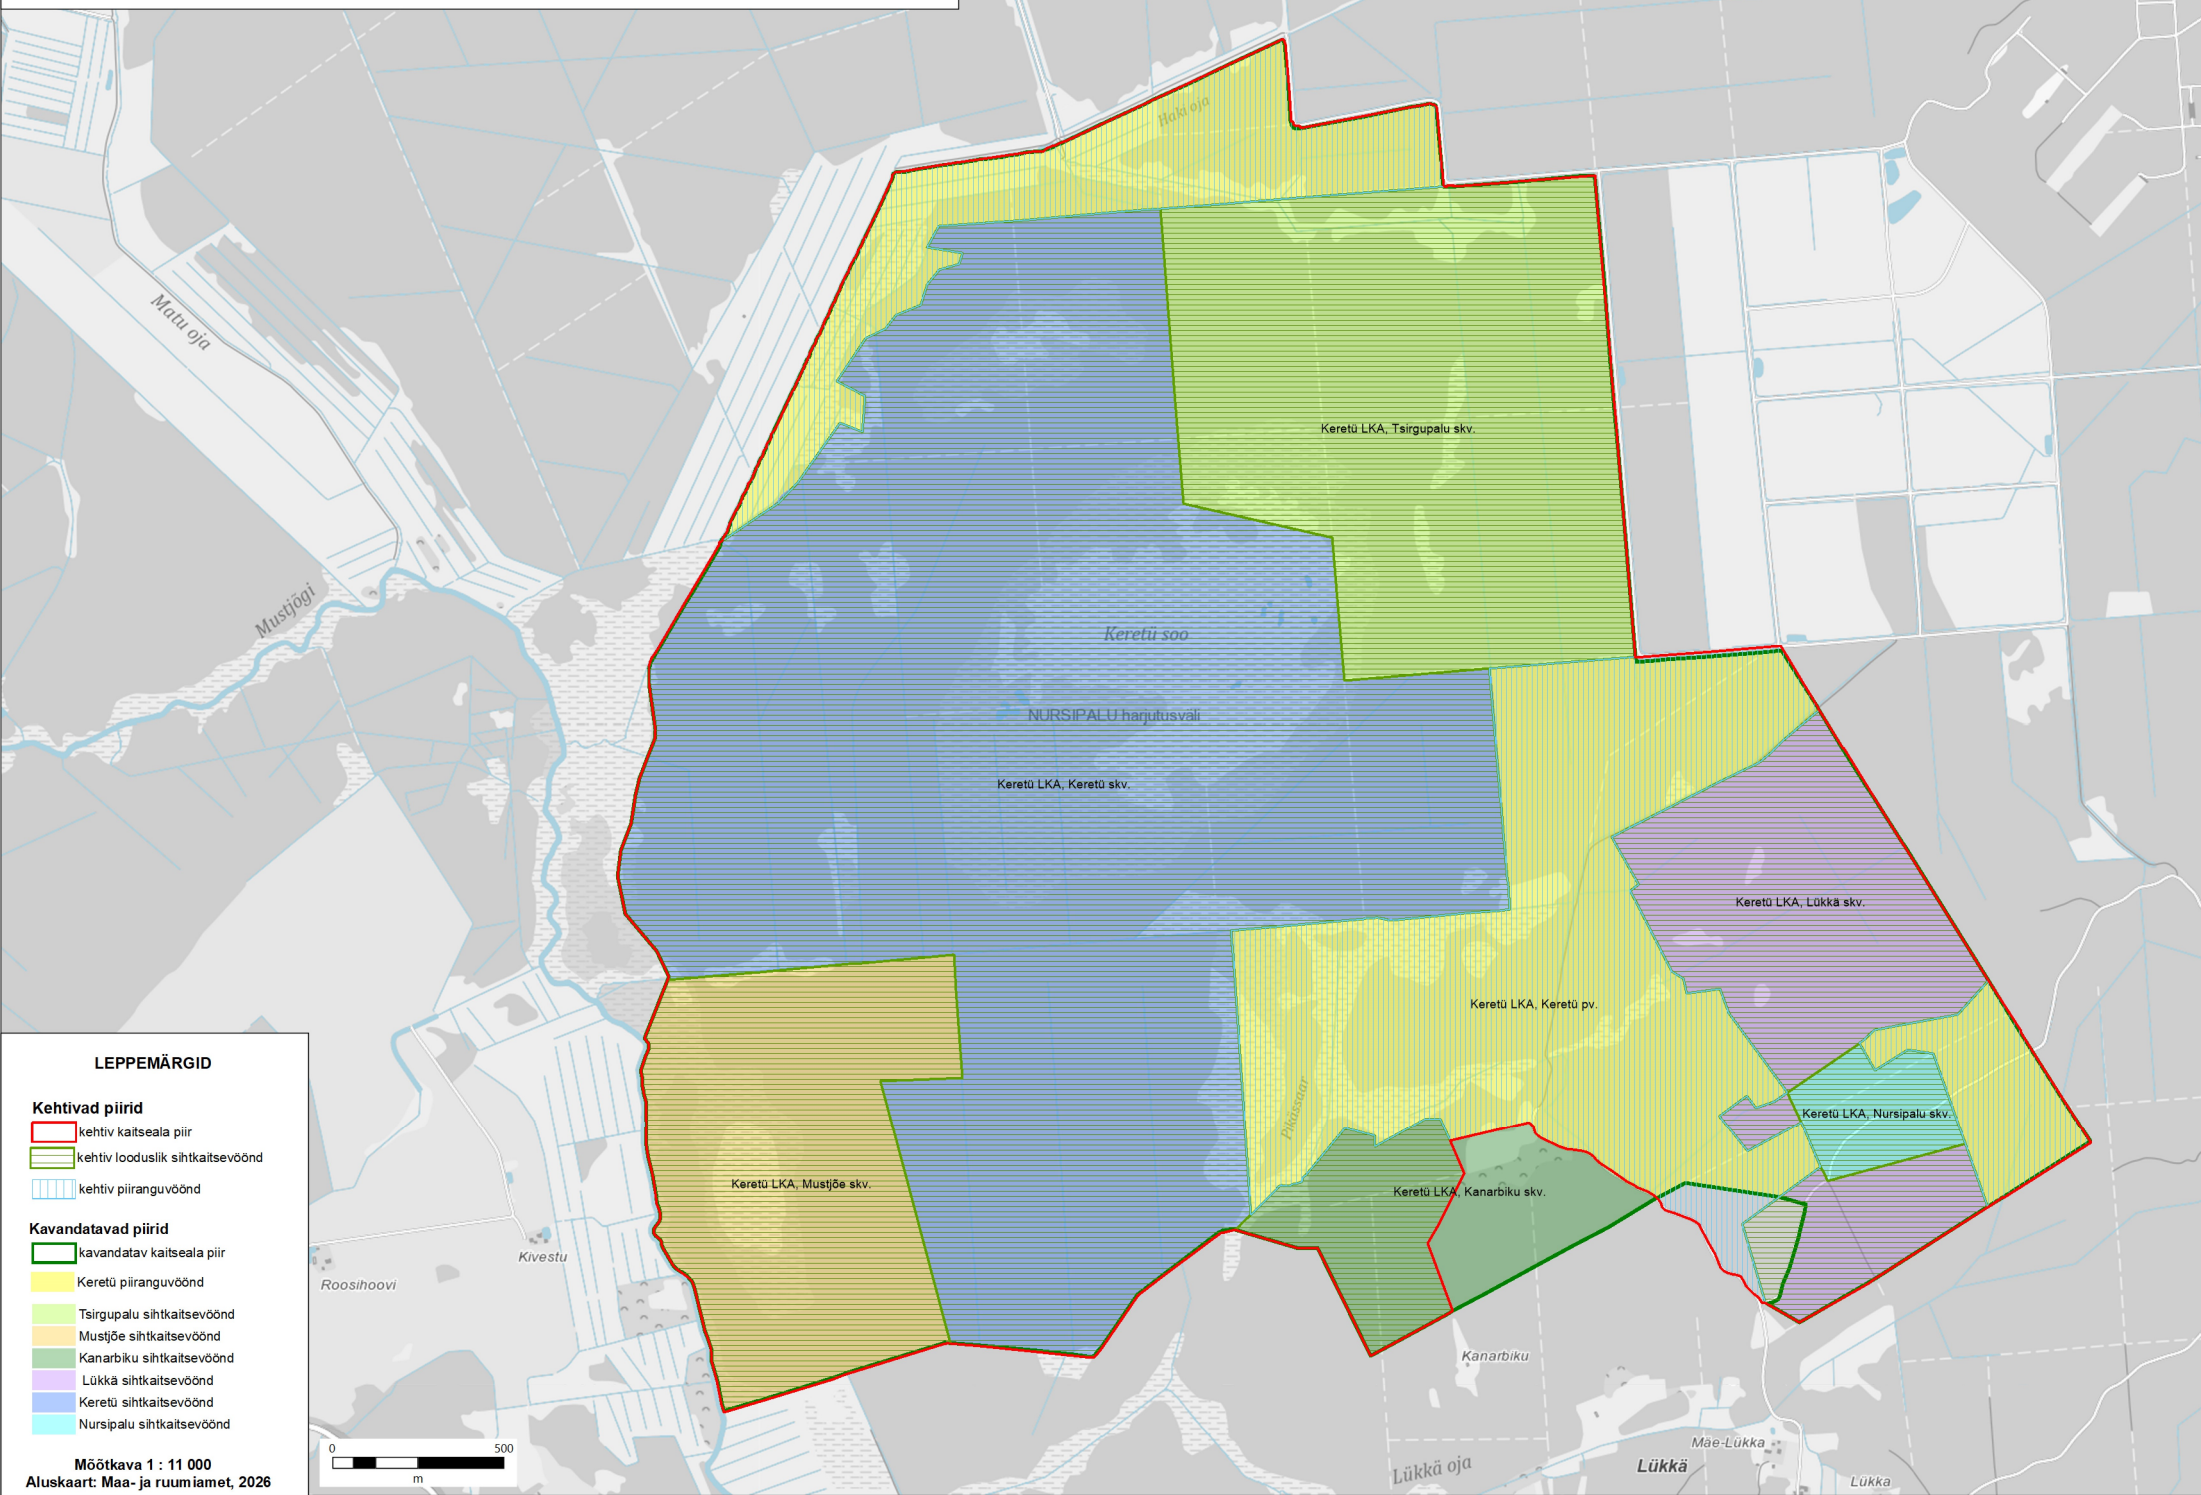 Haki oja
Matu oja
Keretü LKA, Tsirgupalu skv.
Mustjõgi
Keretü soo
NURSIPALU harjutusväli
Keretü LKA, Keretü skv.
Keretü LKA, Lükkä skv.
Keretü LKA, Keretü pv.
Pikässaar
Keretü LKA, Nursipalu skv.
Keretü LKA, Mustjõe skv.
Keretü LKA, Kanarbiku skv.
Kivestu
Roosihoovi
Kanarbiku
Mäe-Lükka
Lükkä oja
Lükkä
Lükka
LEPPEMÄRGID
Kehtivad piirid
kehtiv kaitseala piir
kehtiv looduslik sihtkaitsevöönd
kehtiv piiranguvöönd
Kavandatavad piirid
kavandatav kaitseala piir
Keretü piiranguvöönd
Tsirgupalu sihtkaitsevöönd
Mustjõe sihtkaitsevöönd
Kanarbiku sihtkaitsevöönd
Lükkä sihtkaitsevöönd
Keretü sihtkaitsevöönd
Nursipalu sihtkaitsevöönd
Mõõtkava 1 : 11 000
Aluskaart: Maa- ja ruumiamet, 2026
0 500
m